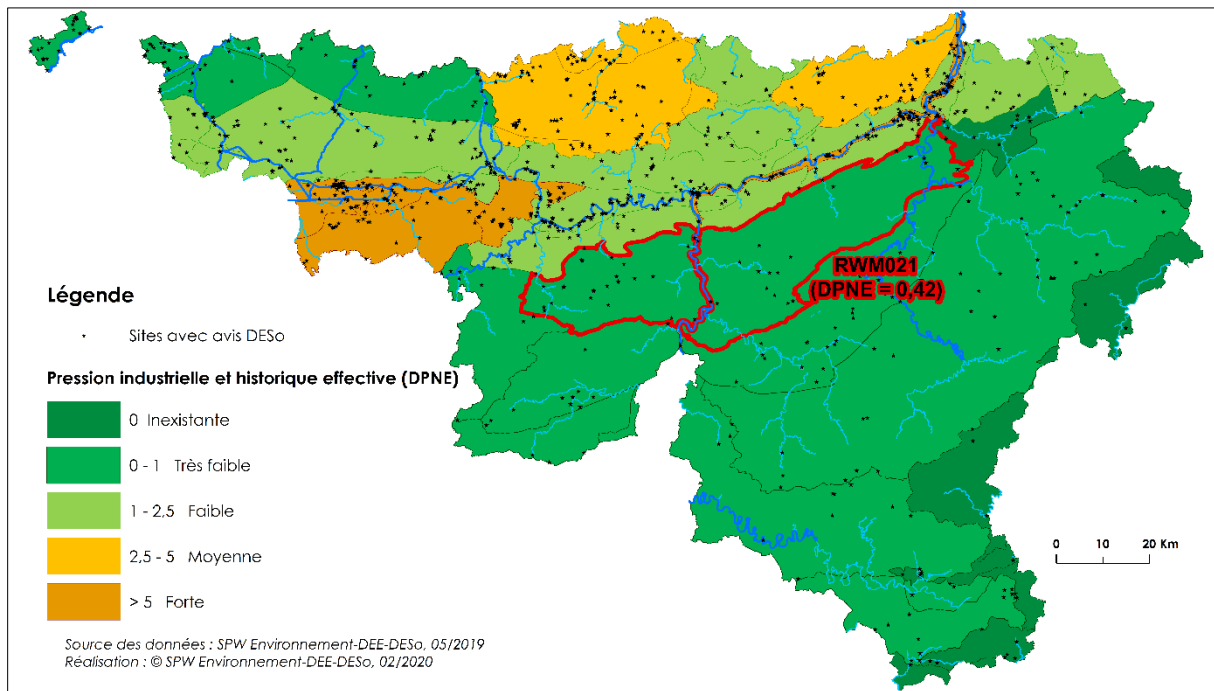 RWM021
(DPNE = 0,42)
Légende
Sites avec avis DESo
Pression industrielle et historique effective (DPNE)
0 Inexistante
0 - 1 Très faible
1 - 2,5 Faible
2,5 - 5 Moyenne
> 5 Forte
0 10 20 Km
Source des données : SPW Environnement-DEE-DESo, 05/2019
Réalisation : © SPW Environnement-DEE-DESo, 02/2020